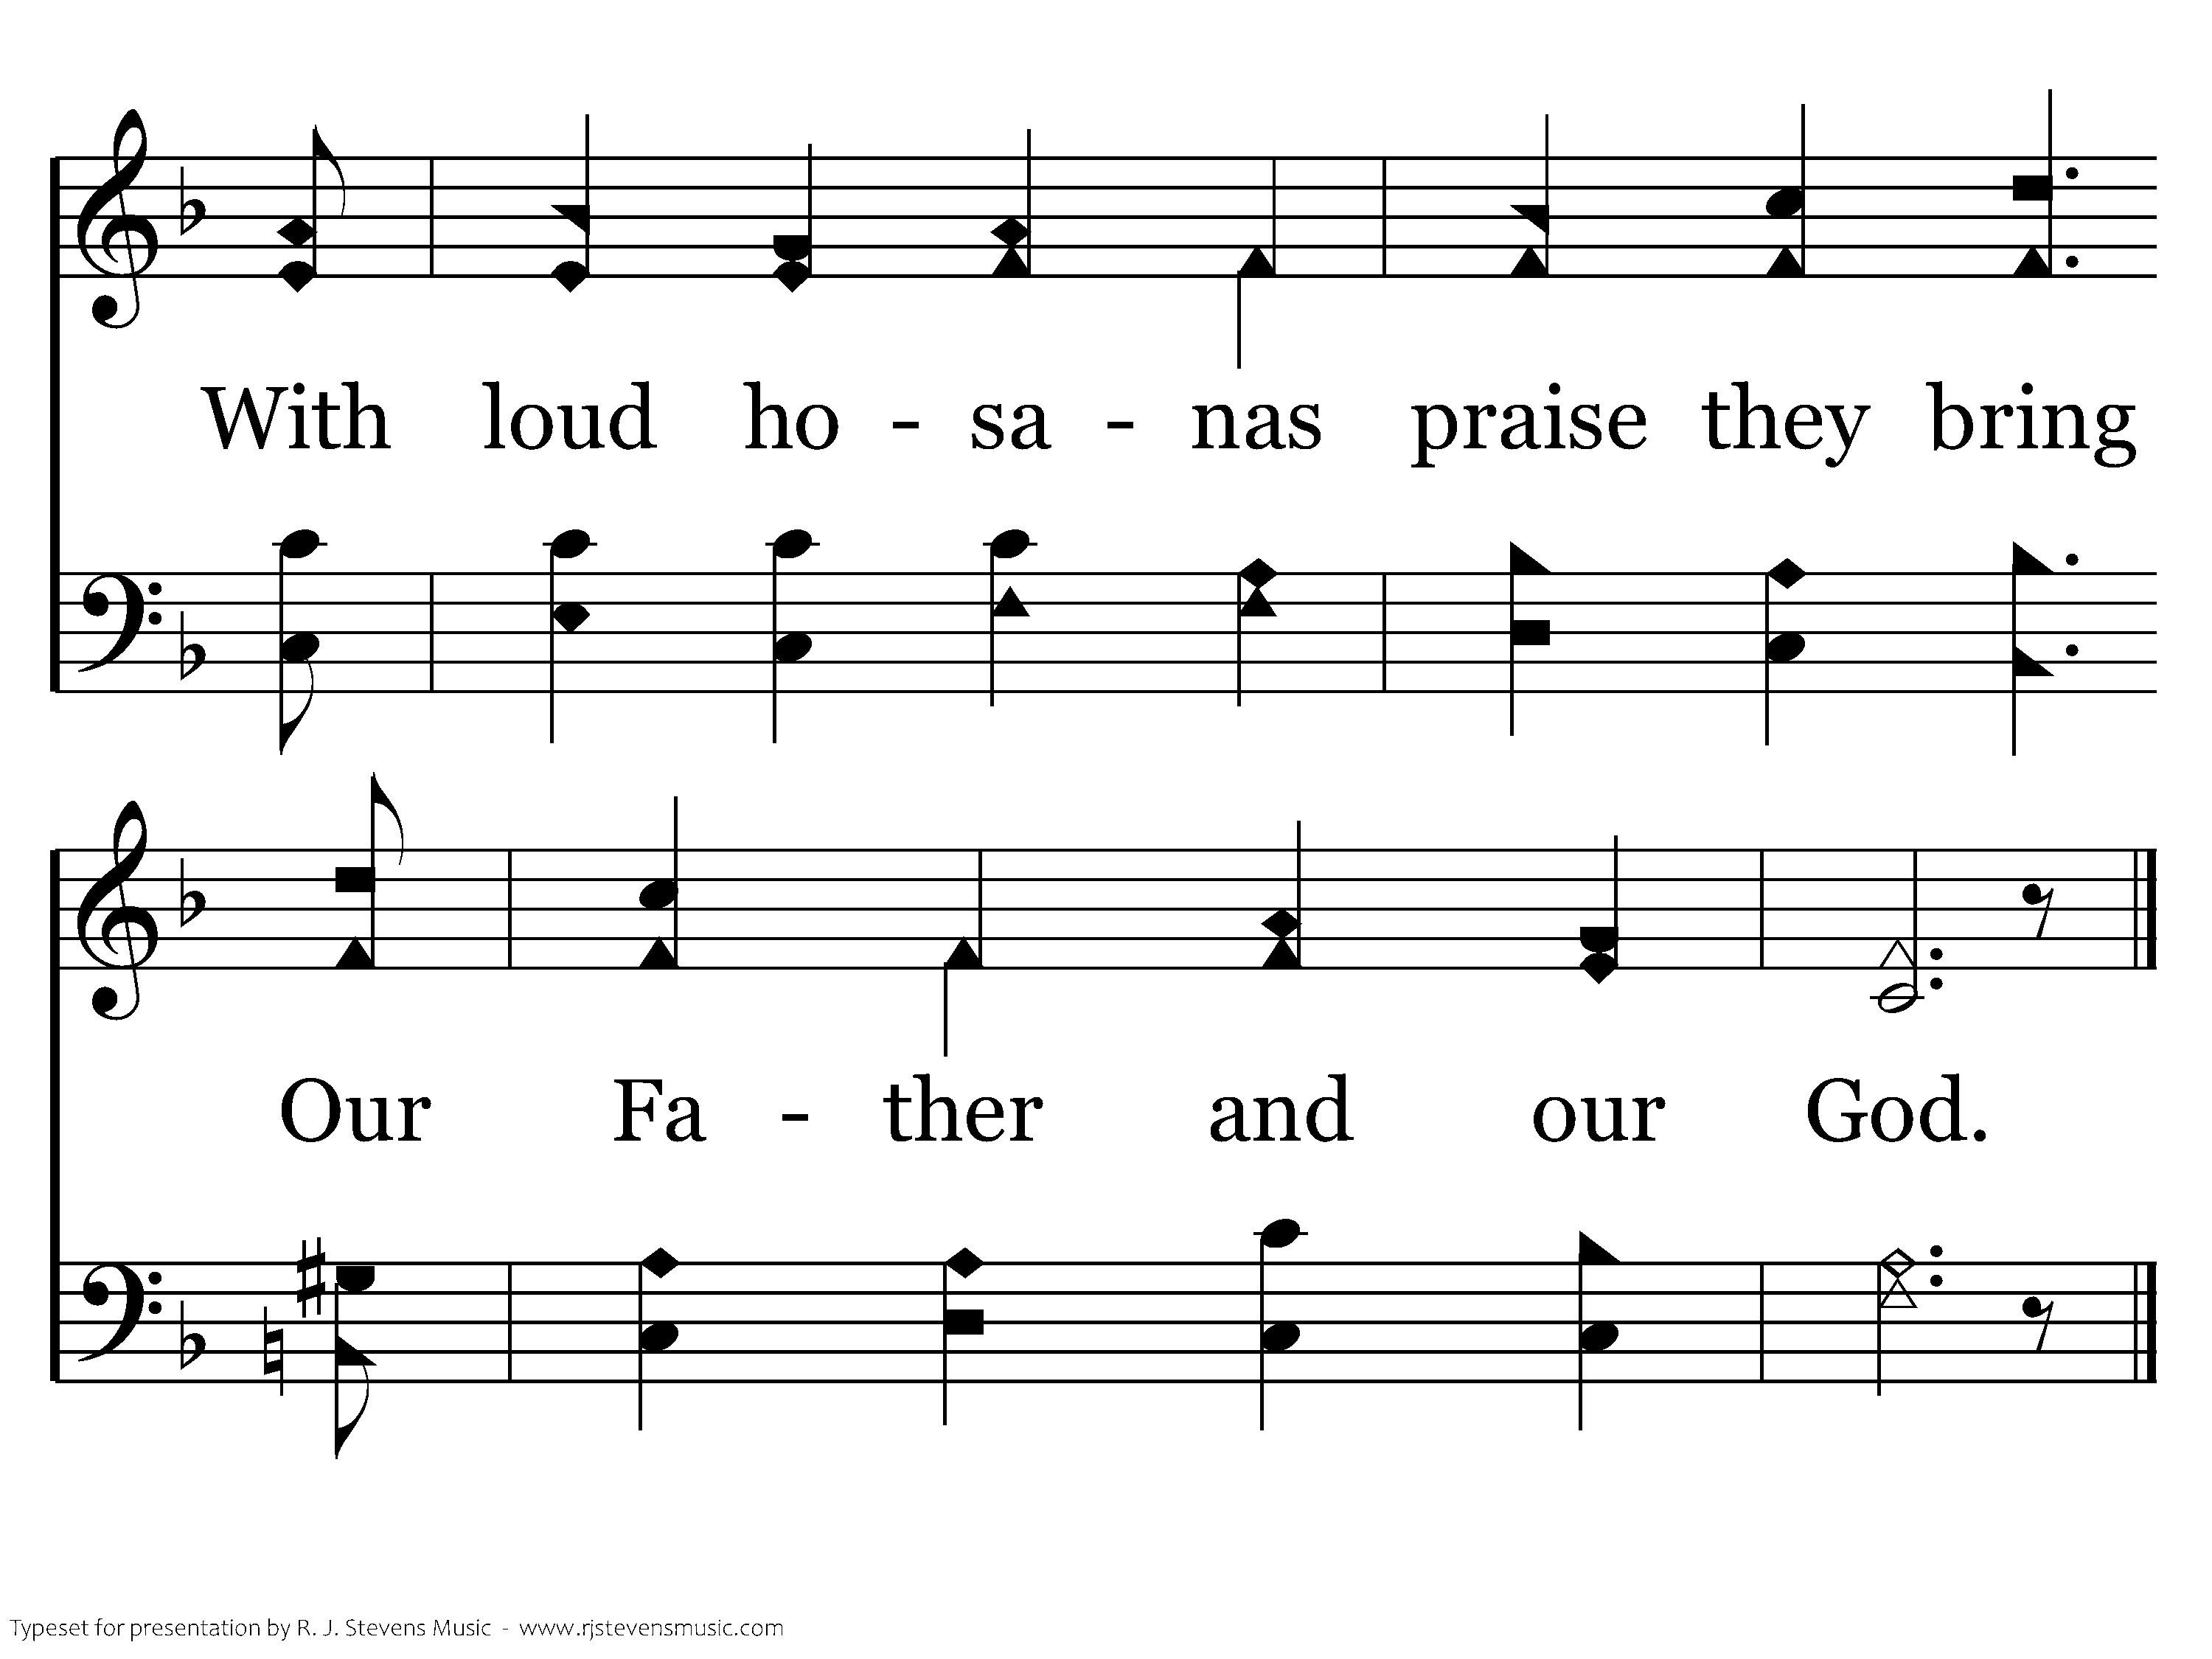 With loud ho - sa - nas praise they bring
Our Fa - ther and our God.
Typeset for presentation by R. J. Stevens Music - www.rjstevensmusic.com